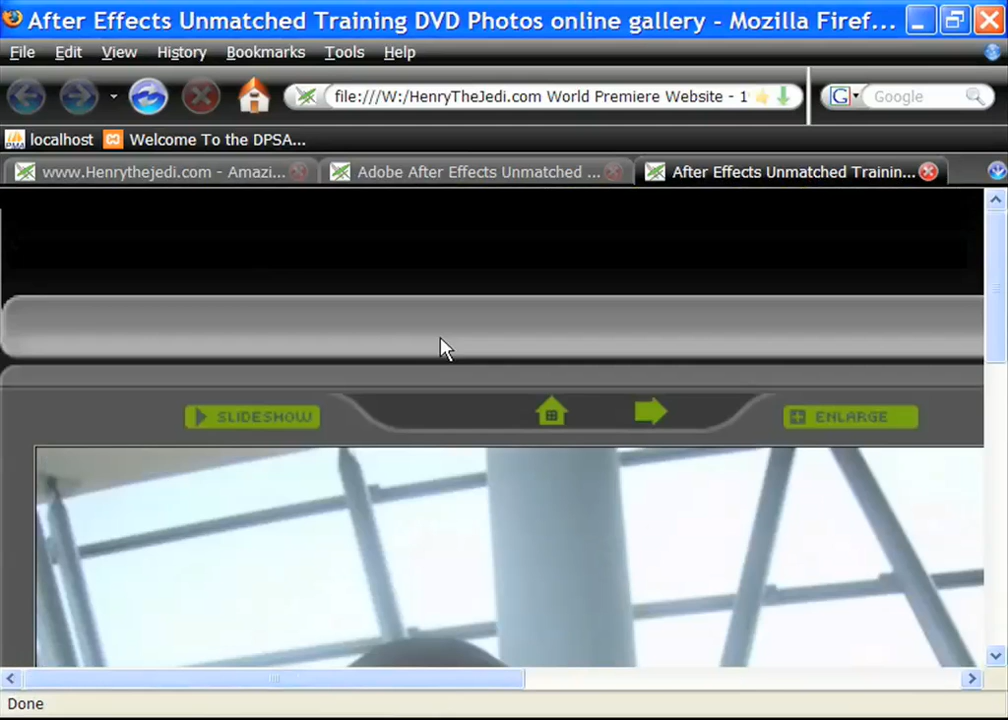 After Effects Unmatched Training DVD Photos online gallery - Mozilla Firef...
File Edit View History Bookmarks Tools Help
file:///W:/HenryTheJedi.com World Premiere Website - 1
G Google
localhost Welcome To the DPSA...
www.Henrythejedi.com - Amazi... Adobe After Effects Unmatched ... After Effects Unmatched Trainin...
SLIDESHOW ENLARGE
Done